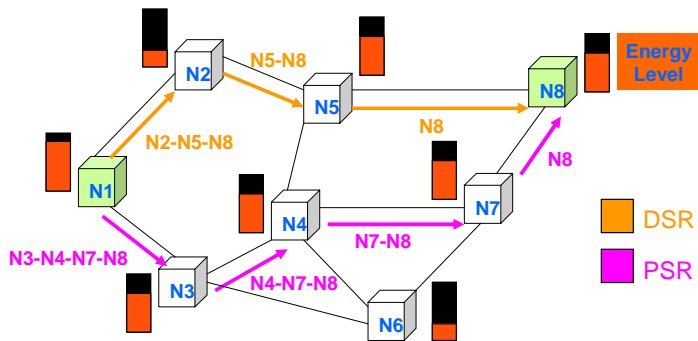 N2
N5-N8
Energy
Level
N5
N8
N8
N2-N5-N8
N1
N8
N7
N4
N7-N8
DSR
N3-N4-N7-N8
N3
N4-N7-N8
PSR
N6